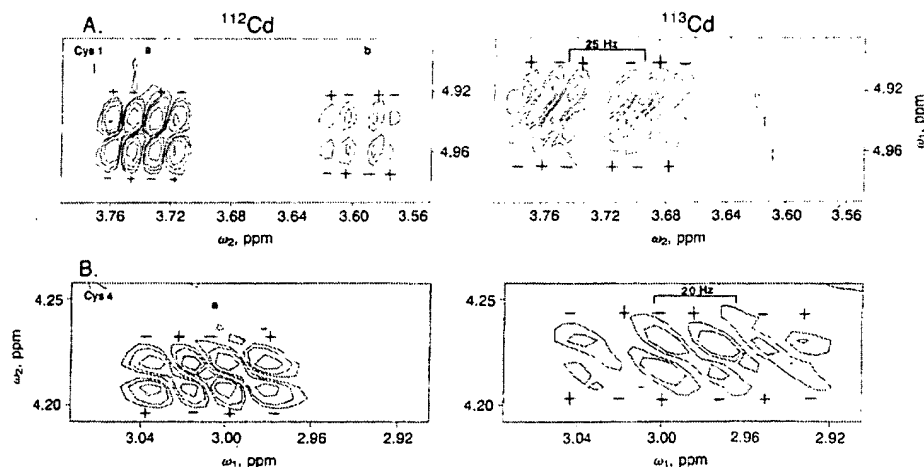 A.
¹¹²Cd
¹¹³Cd
Cys 1
a
b
25 Hz
+ − + −
+ − + −
− + − +
− + − +
+ − + − + −
− + − + − +
4.92
4.96
ω₁, ppm
4.92
4.96
3.76 3.72 3.68 3.64 3.60 3.56
ω₂, ppm
3.76 3.72 3.68 3.64 3.60 3.56
ω₂, ppm
B.
Cys 4
a
20 Hz
4.25
4.20
ω₂, ppm
4.25
4.20
3.04 3.00 2.96 2.92
ω₁, ppm
3.04 3.00 2.96 2.92
ω₁, ppm